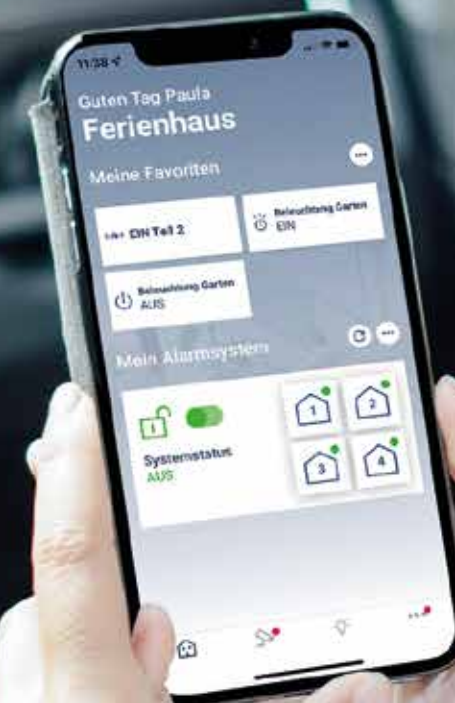 11:38
Guten Tag Paula
Ferienhaus
Meine Favoriten
EIN Teil 2
Beleuchtung Garten
EIN
Beleuchtung Garten
AUS
Mein Alarmsystem
1
2
Systemstatus
AUS
3
4